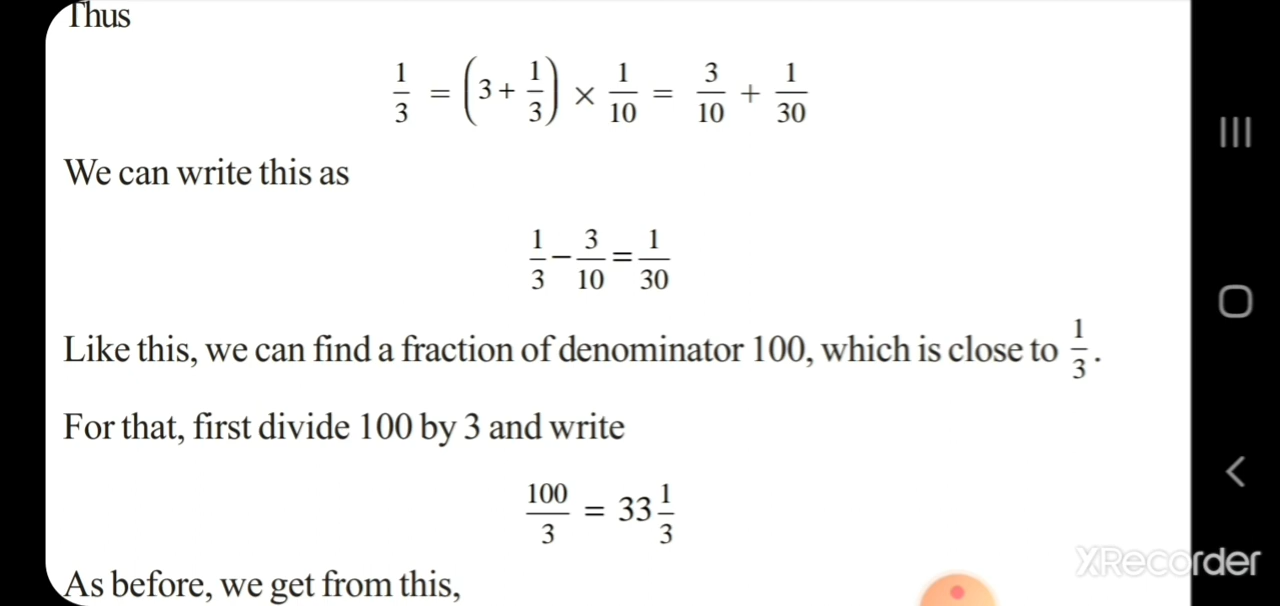 Thus
1/3 = (3 + 1/3) × 1/10 = 3/10 + 1/30
We can write this as
1/3 − 3/10 = 1/30
Like this, we can find a fraction of denominator 100, which is close to 1/3.
For that, first divide 100 by 3 and write
100/3 = 33 1/3
As before, we get from this,
XRecorder